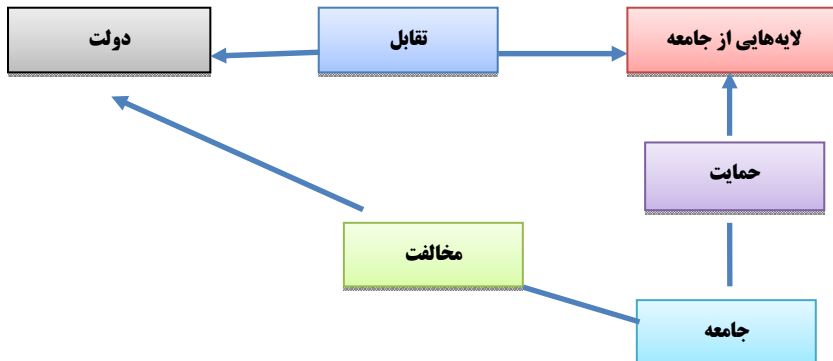 لایه‌هایی از جامعه
تقابل
دولت
حمایت
مخالفت
جامعه